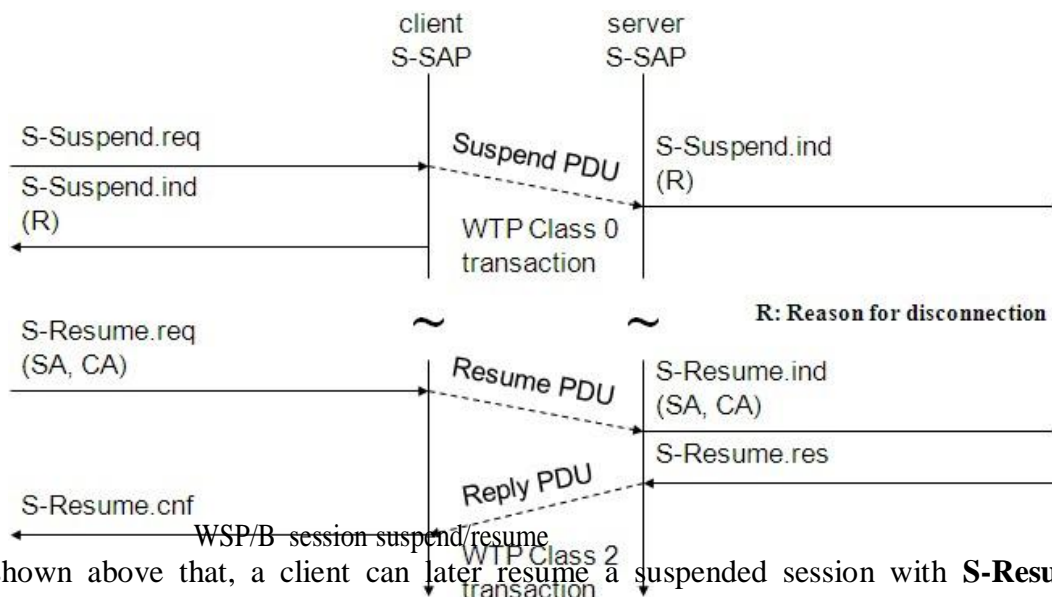 client
S-SAP
server
S-SAP
S-Suspend.req
Suspend PDU
S-Suspend.ind
(R)
S-Suspend.ind
(R)
WTP Class 0
transaction
~
~
R: Reason for disconnection
S-Resume.req
(SA, CA)
Resume PDU
S-Resume.ind
(SA, CA)
S-Resume.res
Reply PDU
S-Resume.cnf
WSP/B session suspend/resume
WTP Class 2
transaction
shown above that, a client can later resume a suspended session with S-Resu